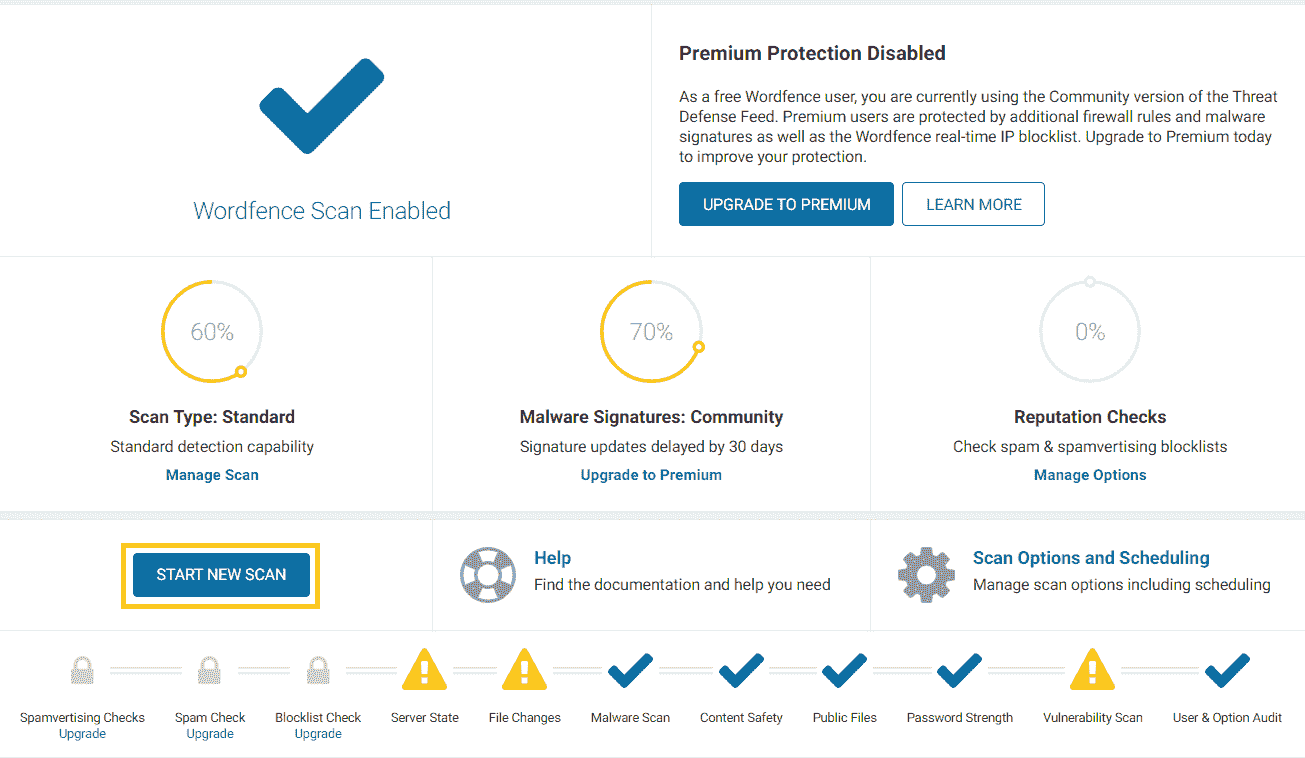 Wordfence Scan Enabled
Premium Protection Disabled
As a free Wordfence user, you are currently using the Community version of the Threat
Defense Feed. Premium users are protected by additional firewall rules and malware
signatures as well as the Wordfence real-time IP blocklist. Upgrade to Premium today
to improve your protection.
UPGRADE TO PREMIUM
LEARN MORE
60%
Scan Type: Standard
Standard detection capability
Manage Scan
70%
Malware Signatures: Community
Signature updates delayed by 30 days
Upgrade to Premium
0%
Reputation Checks
Check spam & spamvertising blocklists
Manage Options
START NEW SCAN
Help
Find the documentation and help you need
Scan Options and Scheduling
Manage scan options including scheduling
Spamvertising Checks
Upgrade
Spam Check
Upgrade
Blocklist Check
Upgrade
Server State
File Changes
Malware Scan
Content Safety
Public Files
Password Strength
Vulnerability Scan
User & Option Audit